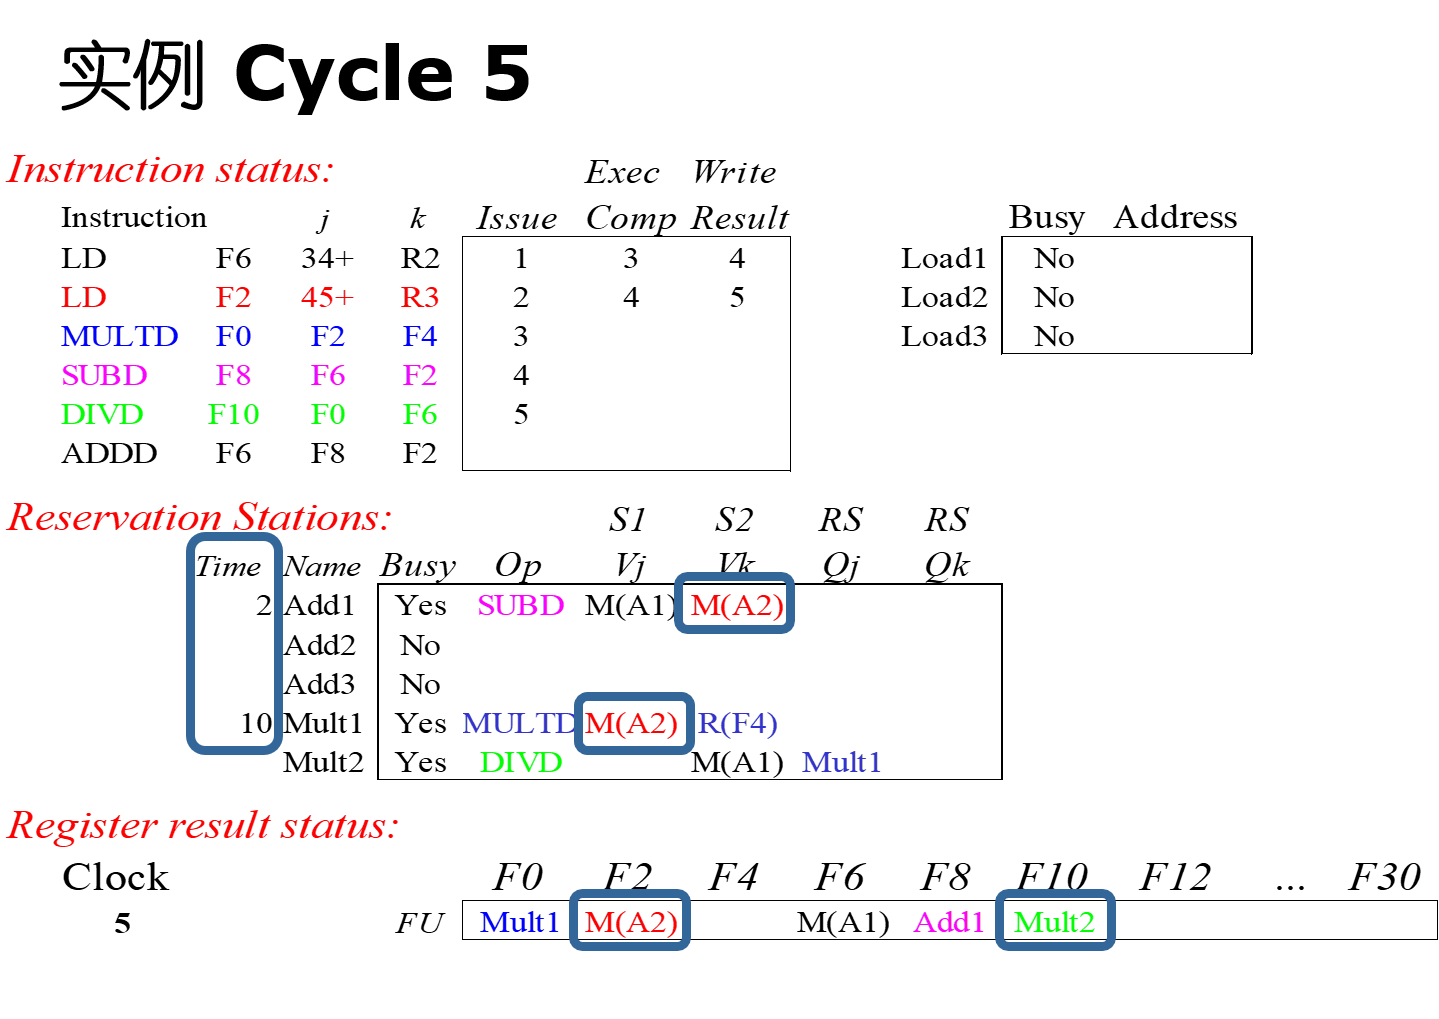 实例 Cycle 5
Instruction status: Exec Write
Instruction j k Issue Comp Result Busy Address
LD F6 34+ R2 1 3 4 Load1 No
LD F2 45+ R3 2 4 5 Load2 No
MULTD F0 F2 F4 3 Load3 No
SUBD F8 F6 F2 4
DIVD F10 F0 F6 5
ADDD F6 F8 F2
Reservation Stations: S1 S2 RS RS
Time Name Busy Op Vj Vk Qj Qk
2 Add1 Yes SUBD M(A1) M(A2)
Add2 No
Add3 No
10 Mult1 Yes MULTD M(A2) R(F4)
Mult2 Yes DIVD M(A1) Mult1
Register result status:
Clock F0 F2 F4 F6 F8 F10 F12 ... F30
5 FU Mult1 M(A2) M(A1) Add1 Mult2